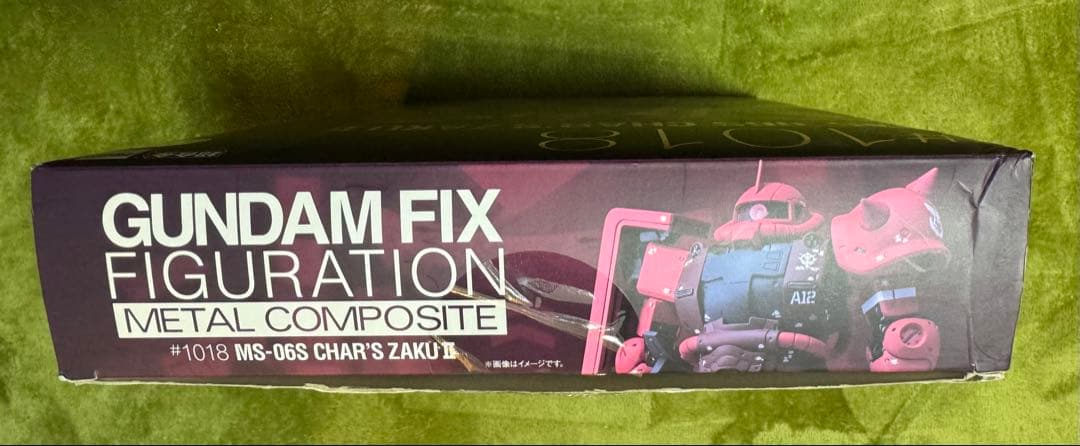 #1018
GUNDAM FIX
FIGURATION
METAL COMPOSITE
#1018 MS-06S CHAR'S ZAKU II
※画像はイメージです。
A12